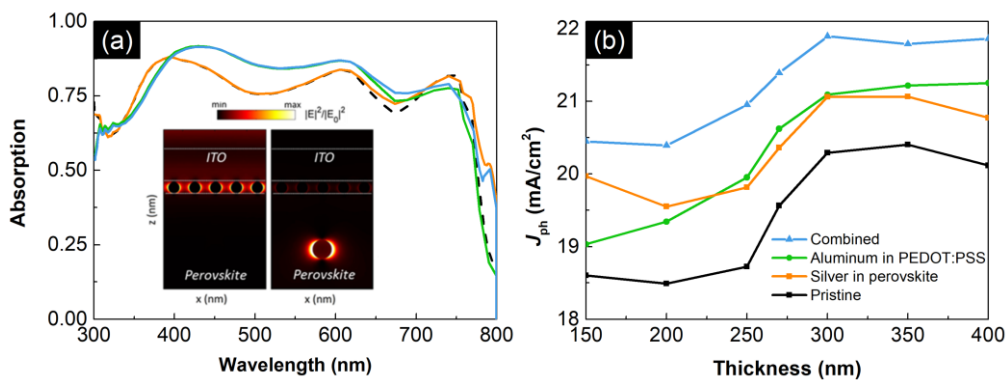 (a)
1.00
0.75
0.50
0.25
0.00
Absorption
300 400 500 600 700 800
Wavelength (nm)
min max |E|²/|E₀|²
ITO ITO
z (nm)
Perovskite Perovskite
x (nm) x (nm)
(b)
22
21
20
19
18
Jph (mA/cm²)
Combined
Aluminum in PEDOT:PSS
Silver in perovskite
Pristine
150 200 250 300 350 400
Thickness (nm)